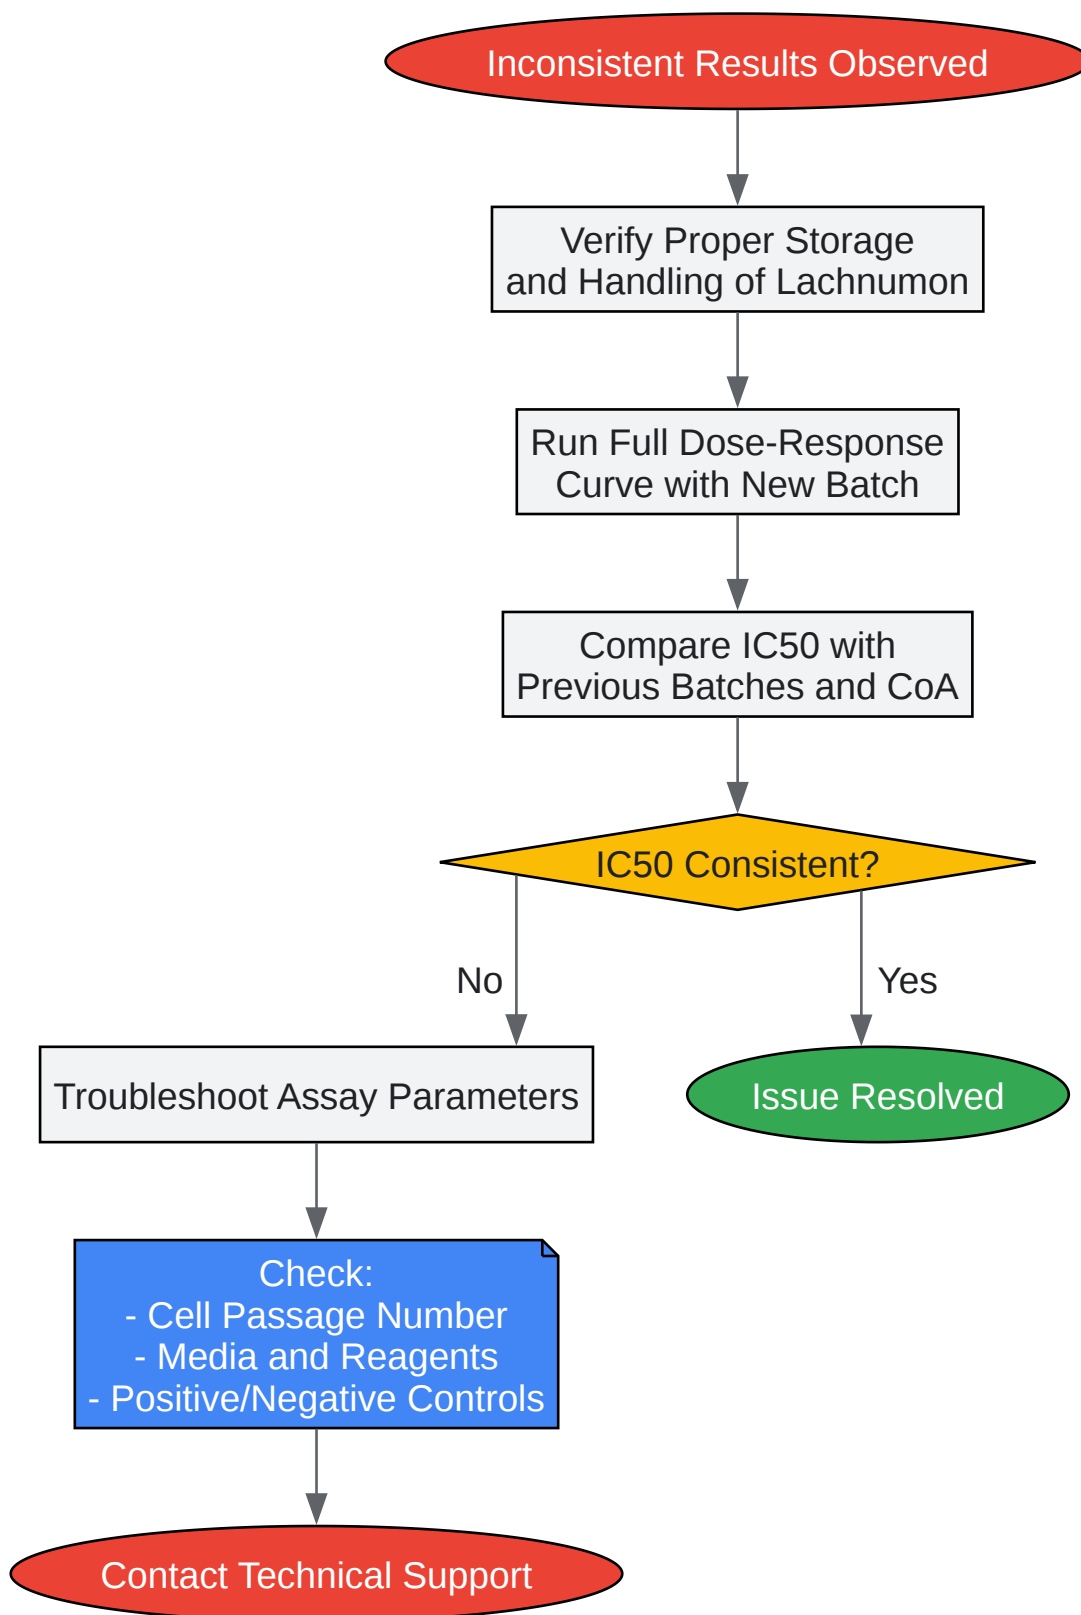 Inconsistent Results Observed
Verify Proper Storage
and Handling of Lachnumon
Run Full Dose-Response
Curve with New Batch
Compare IC50 with
Previous Batches and CoA
IC50 Consistent?
No
Yes
Troubleshoot Assay Parameters
Issue Resolved
Check:
- Cell Passage Number
- Media and Reagents
- Positive/Negative Controls
Contact Technical Support